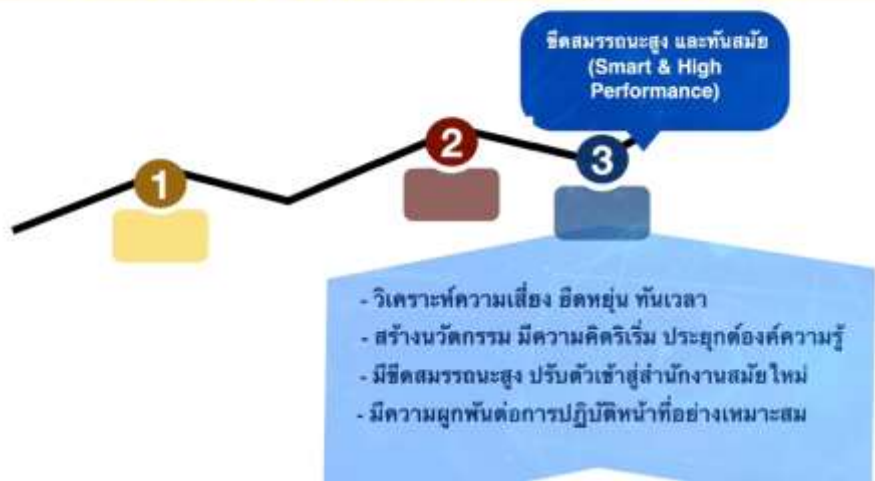 ขีดสมรรถนะสูง และทันสมัย
(Smart & High
Performance)
1
2
3
- วิเคราะห์ความเสี่ยง ยืดหยุ่น ทันเวลา
- สร้างนวัตกรรม มีความคิดริเริ่ม ประยุกต์องค์ความรู้
- มีขีดสมรรถนะสูง ปรับตัวเข้าสู่สำนักงานสมัยใหม่
- มีความผูกพันต่อการปฏิบัติหน้าที่อย่างเหมาะสม